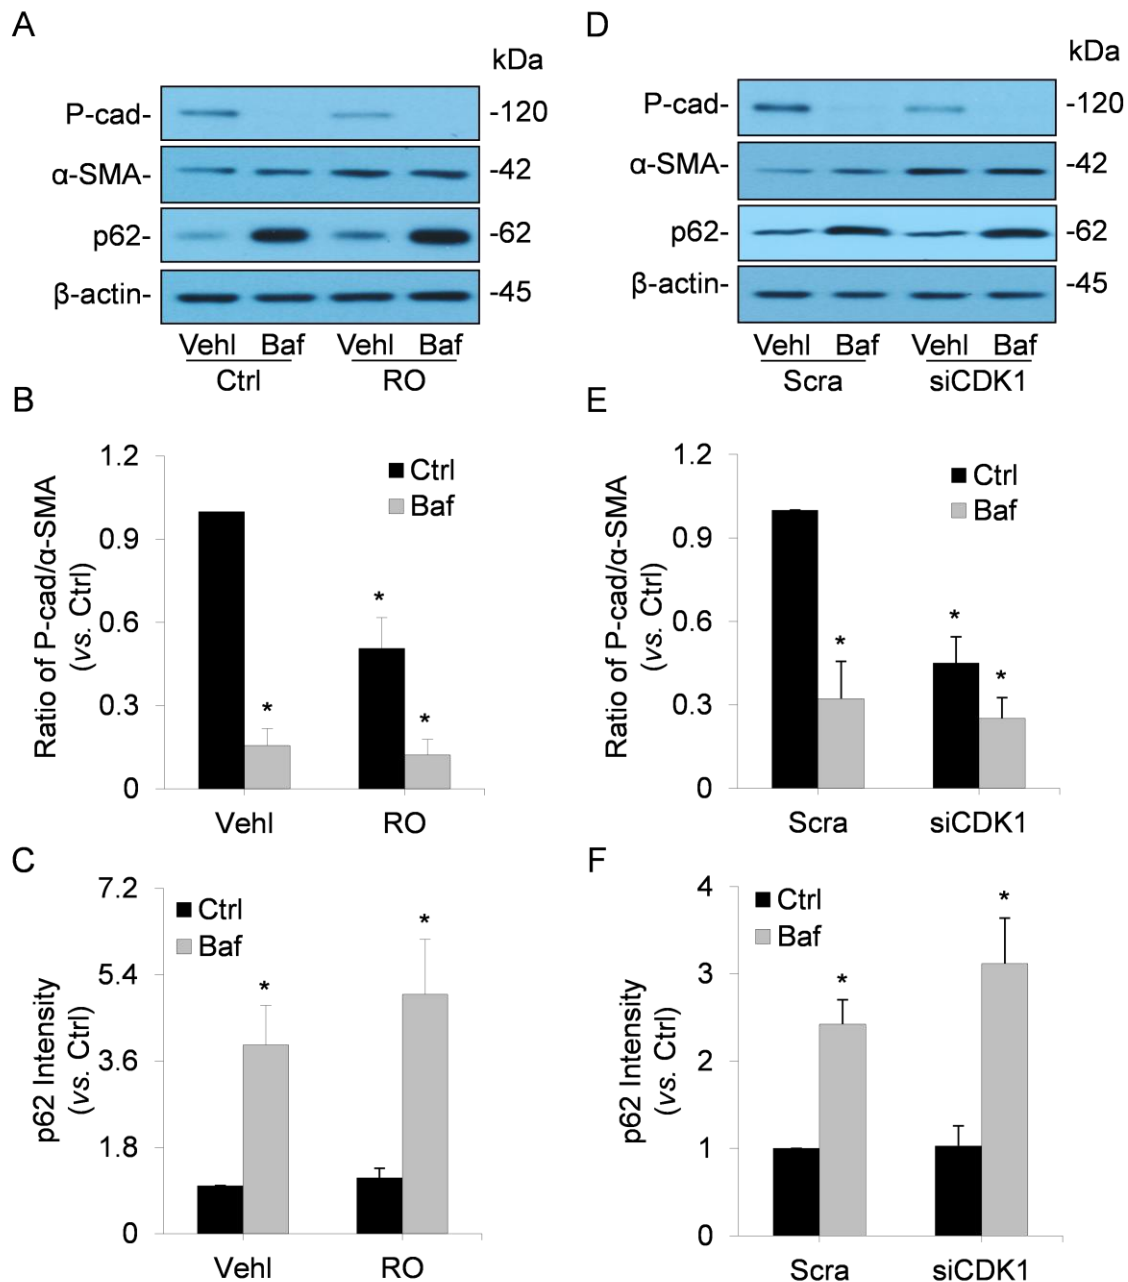 A
kDa
P-cad-
-120
α-SMA-
-42
p62-
-62
β-actin-
-45
Vehl Baf Vehl Baf
Ctrl RO
D
kDa
P-cad-
-120
α-SMA-
-42
p62-
-62
β-actin-
-45
Vehl Baf Vehl Baf
Scra siCDK1
B
Ratio of P-cad/α-SMA
(vs. Ctrl)
1.2
0.9
0.6
0.3
0
Ctrl
Baf
*
*
*
Vehl RO
E
Ratio of P-cad/α-SMA
(vs. Ctrl)
1.2
0.9
0.6
0.3
0
Ctrl
Baf
*
*
*
Scra siCDK1
C
p62 Intensity
(vs. Ctrl)
7.2
5.4
3.6
1.8
0
Ctrl
Baf
*
*
Vehl RO
F
p62 Intensity
(vs. Ctrl)
4
3
2
1
0
Ctrl
Baf
*
*
Scra siCDK1